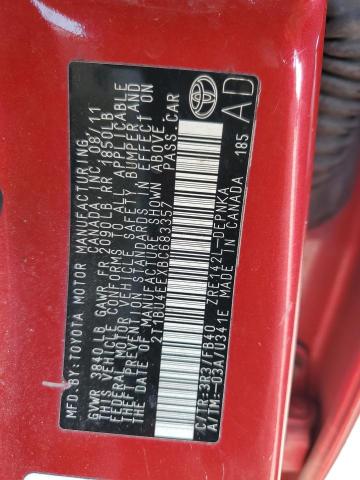 MFD.BY:TOYOTA MOTOR MANUFACTURING
CANADA, INC. 08/11
GVWR 3840LB GAWR FR 2090LB RR 1850LB
THIS VEHICLE CONFORMS TO ALL APPLICABLE
FEDERAL MOTOR VEHICLE SAFETY, BUMPER, AND
THEFT PREVENTION STANDARDS IN EFFECT ON
THE DATE OF MANUFACTURE SHOWN ABOVE.
2T1BU4EEXBC683357 PASS.CAR
C/TR:3R3/FB40 ZRE142L-DEPNKA
A/TM:-03A/U341E MADE IN CANADA
185
AD
TOYOTA